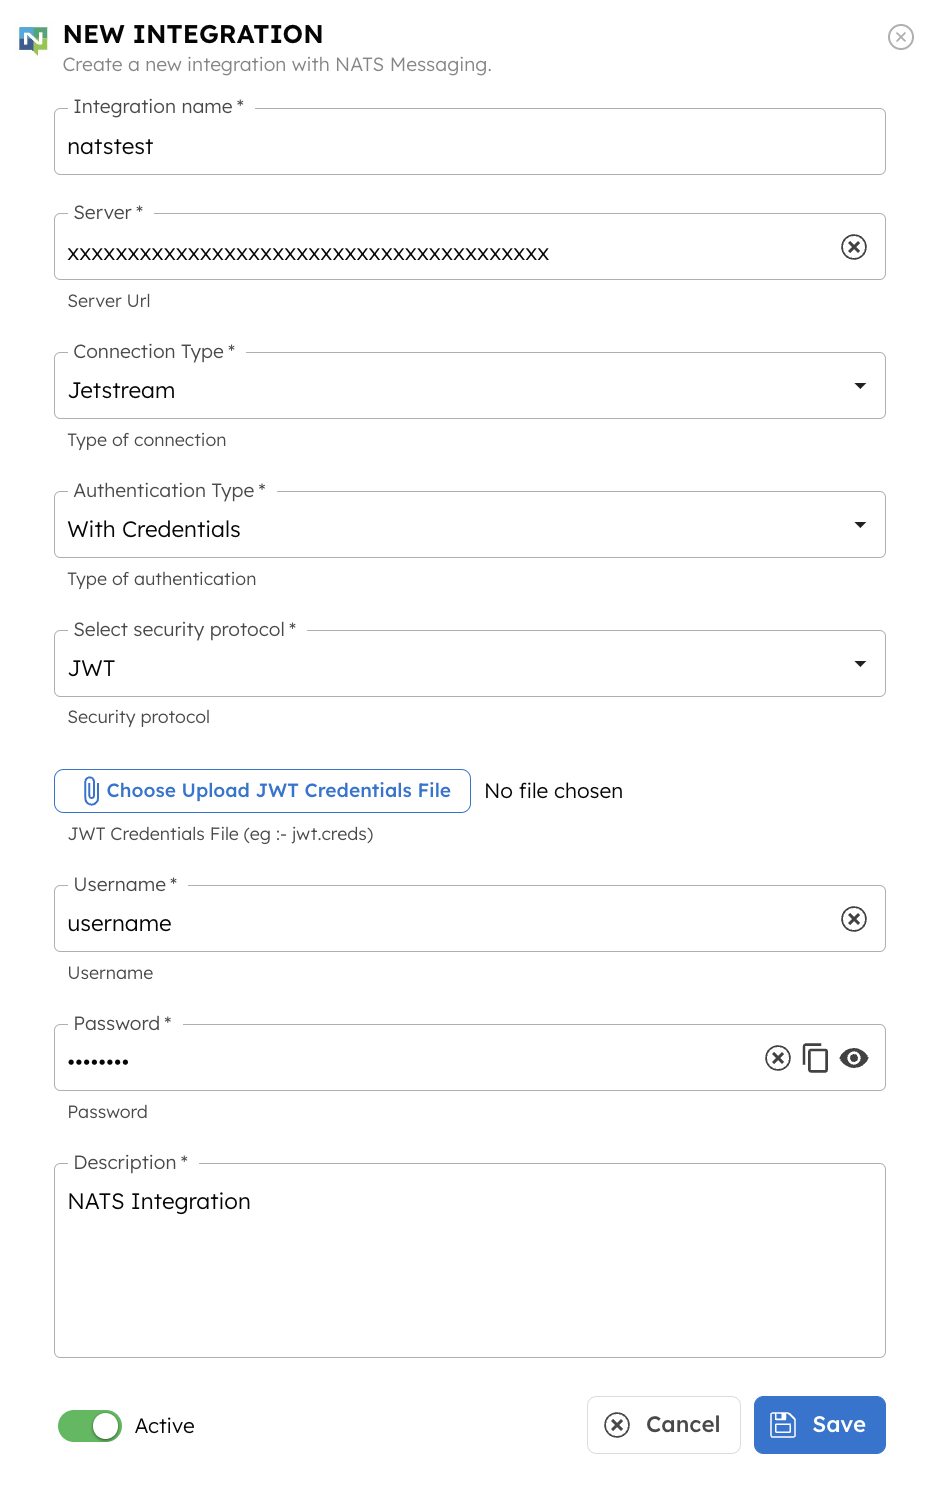 NEW INTEGRATION
Create a new integration with NATS Messaging.
Integration name *
natstest
Server *
xxxxxxxxxxxxxxxxxxxxxxxxxxxxxxxxxxxxxxxx
Server Url
Connection Type *
Jetstream
Type of connection
Authentication Type *
With Credentials
Type of authentication
Select security protocol *
JWT
Security protocol
Choose Upload JWT Credentials File No file chosen
JWT Credentials File (eg :- jwt.creds)
Username *
username
Username
Password *
••••••••
Password
Description *
NATS Integration
Active Cancel Save